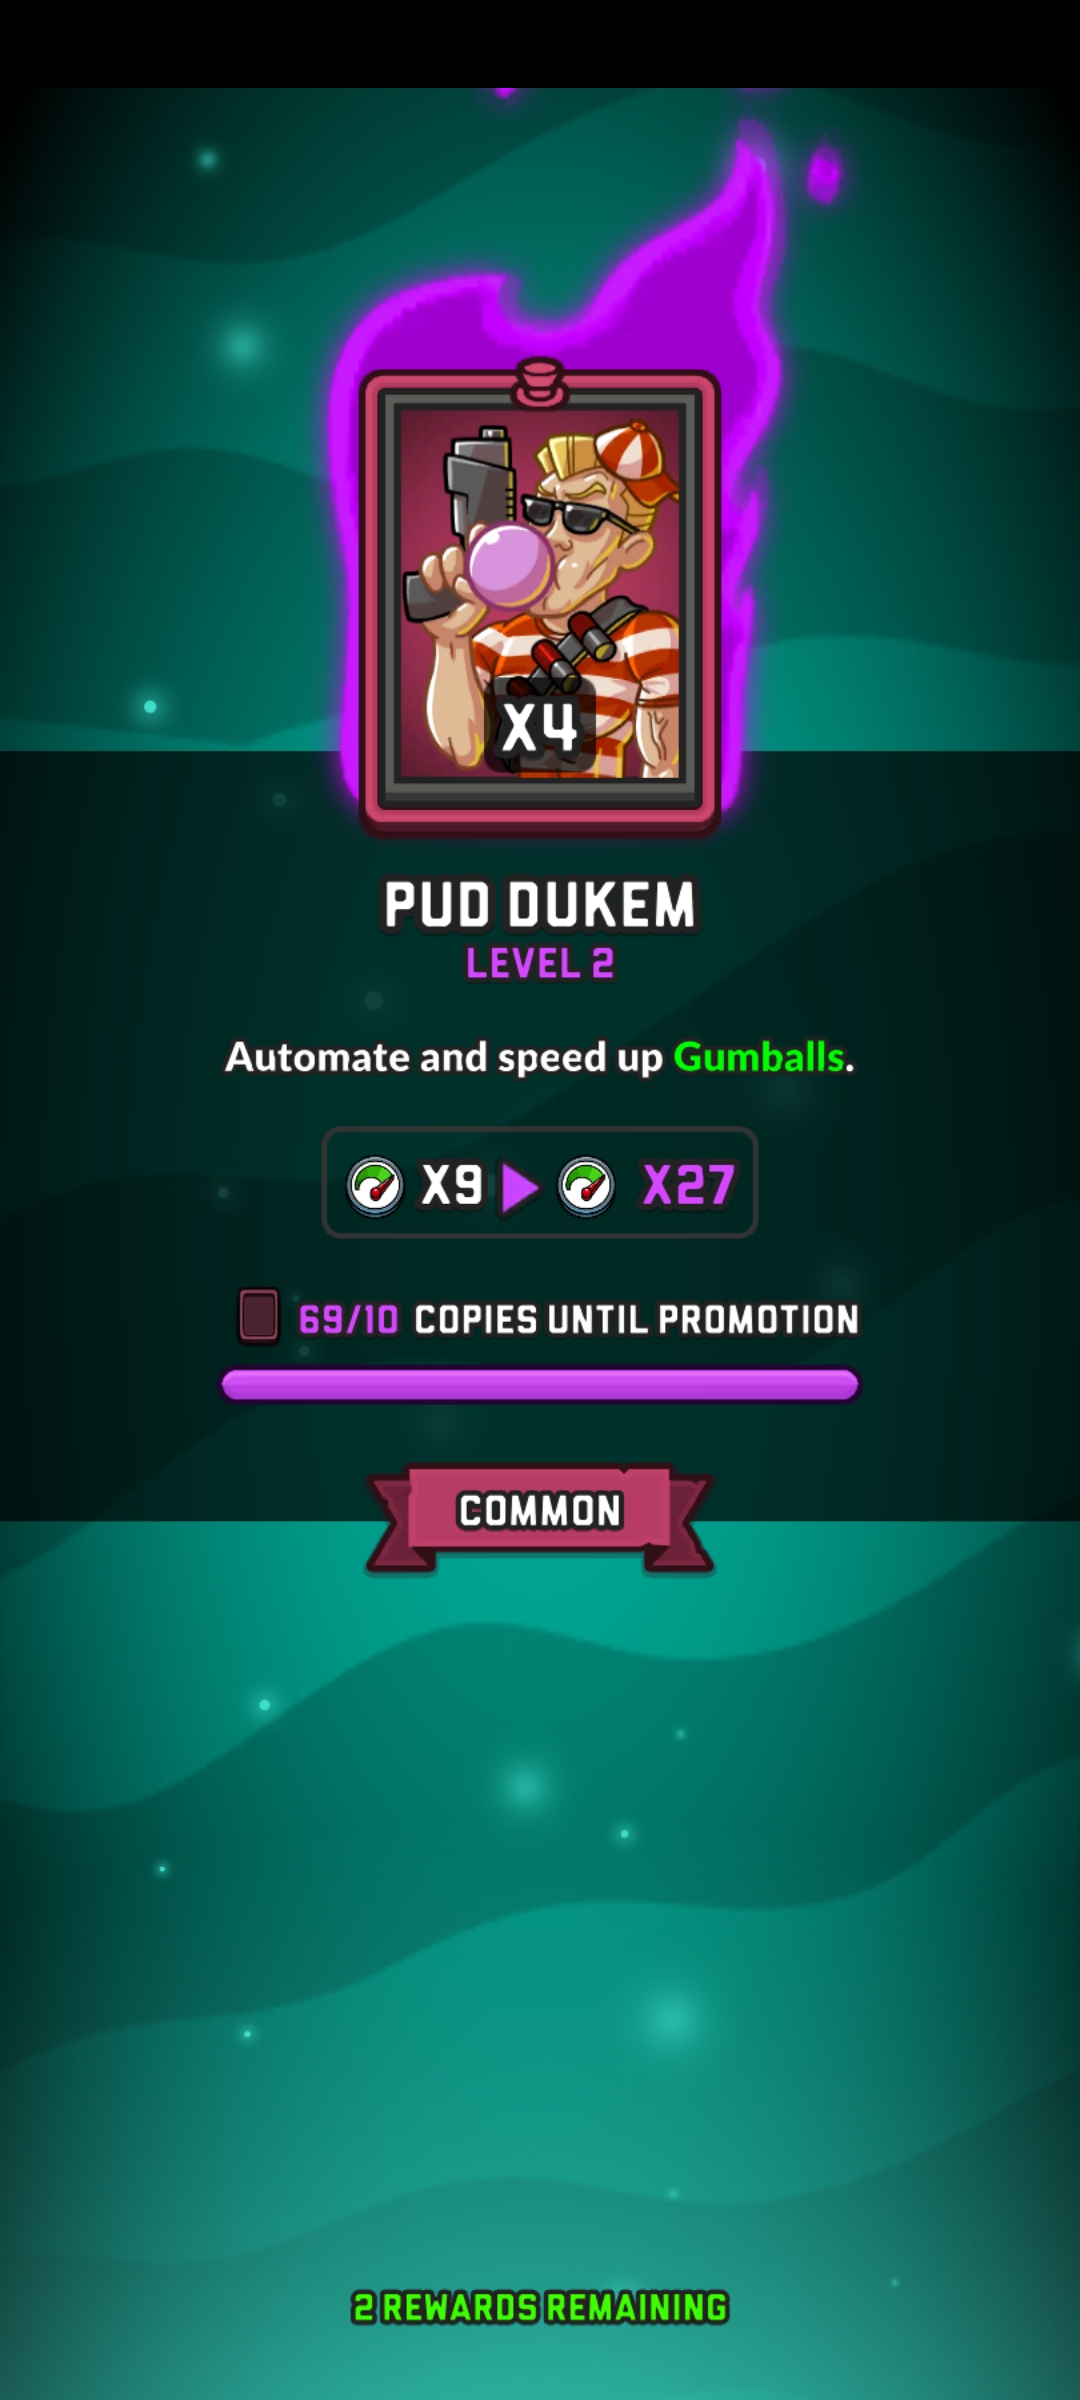 X4
PUD DUKEM
LEVEL 2
Automate and speed up Gumballs.
X9 X27
69/10 COPIES UNTIL PROMOTION
COMMON
2 REWARDS REMAINING